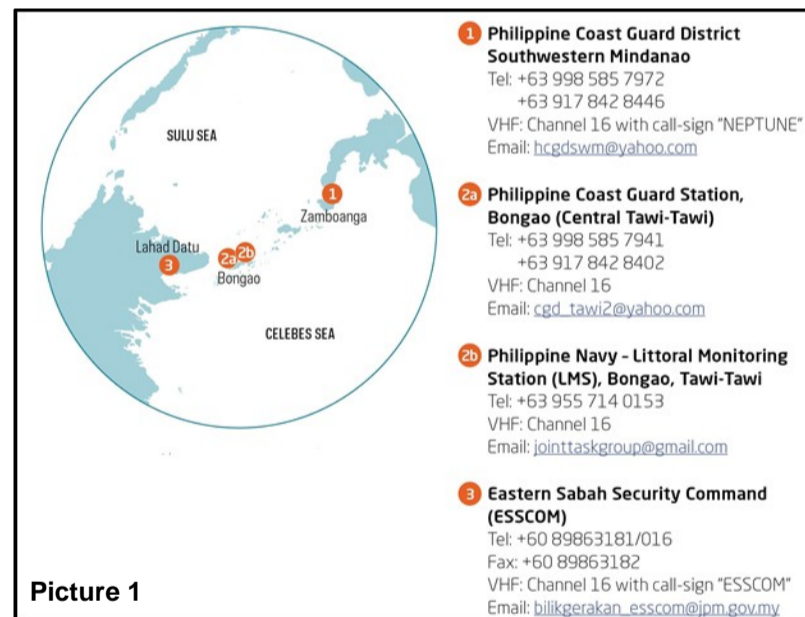 SULU SEA
1
Zamboanga
Lahad Datu
3
2a
2b
Bongao
CELEBES SEA
Picture 1
1 Philippine Coast Guard District
Southwestern Mindanao
Tel: +63 998 585 7972
+63 917 842 8446
VHF: Channel 16 with call-sign "NEPTUNE"
Email: hcgdswm@yahoo.com
2a Philippine Coast Guard Station,
Bongao (Central Tawi-Tawi)
Tel: +63 998 585 7941
+63 917 842 8402
VHF: Channel 16
Email: cgd_tawi2@yahoo.com
2b Philippine Navy - Littoral Monitoring
Station (LMS), Bongao, Tawi-Tawi
Tel: +63 955 714 0153
VHF: Channel 16
Email: jointtaskgroup@gmail.com
3 Eastern Sabah Security Command
(ESSCOM)
Tel: +60 89863181/016
Fax: +60 89863182
VHF: Channel 16 with call-sign "ESSCOM"
Email: bilikgerakan_esscom@jpm.gov.my